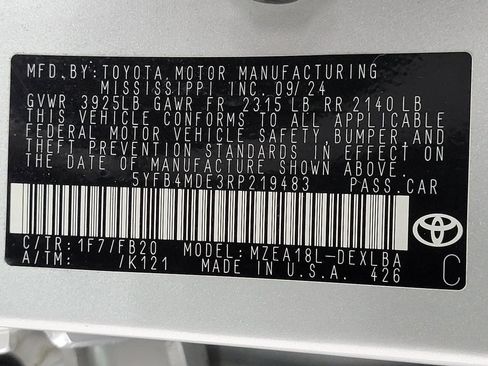 MFD. BY: TOYOTA MOTOR MANUFACTURING
MISSISSIPPI INC. 09/24
GVWR 3925LB GAWR FR 2315 LB RR 2140 LB
THIS VEHICLE CONFORMS TO ALL APPLICABLE
FEDERAL MOTOR VEHICLE SAFETY, BUMPER, AND
THEFT PREVENTION STANDARDS IN EFFECT ON
THE DATE OF MANUFACTURE SHOWN ABOVE.
5YFB4MDE3RP219483 PASS. CAR
C/TR: 1F7/FB20 MODEL: MZEA18L-DEXLBA
A/TM: /K121 MADE IN U.S.A. 426
C